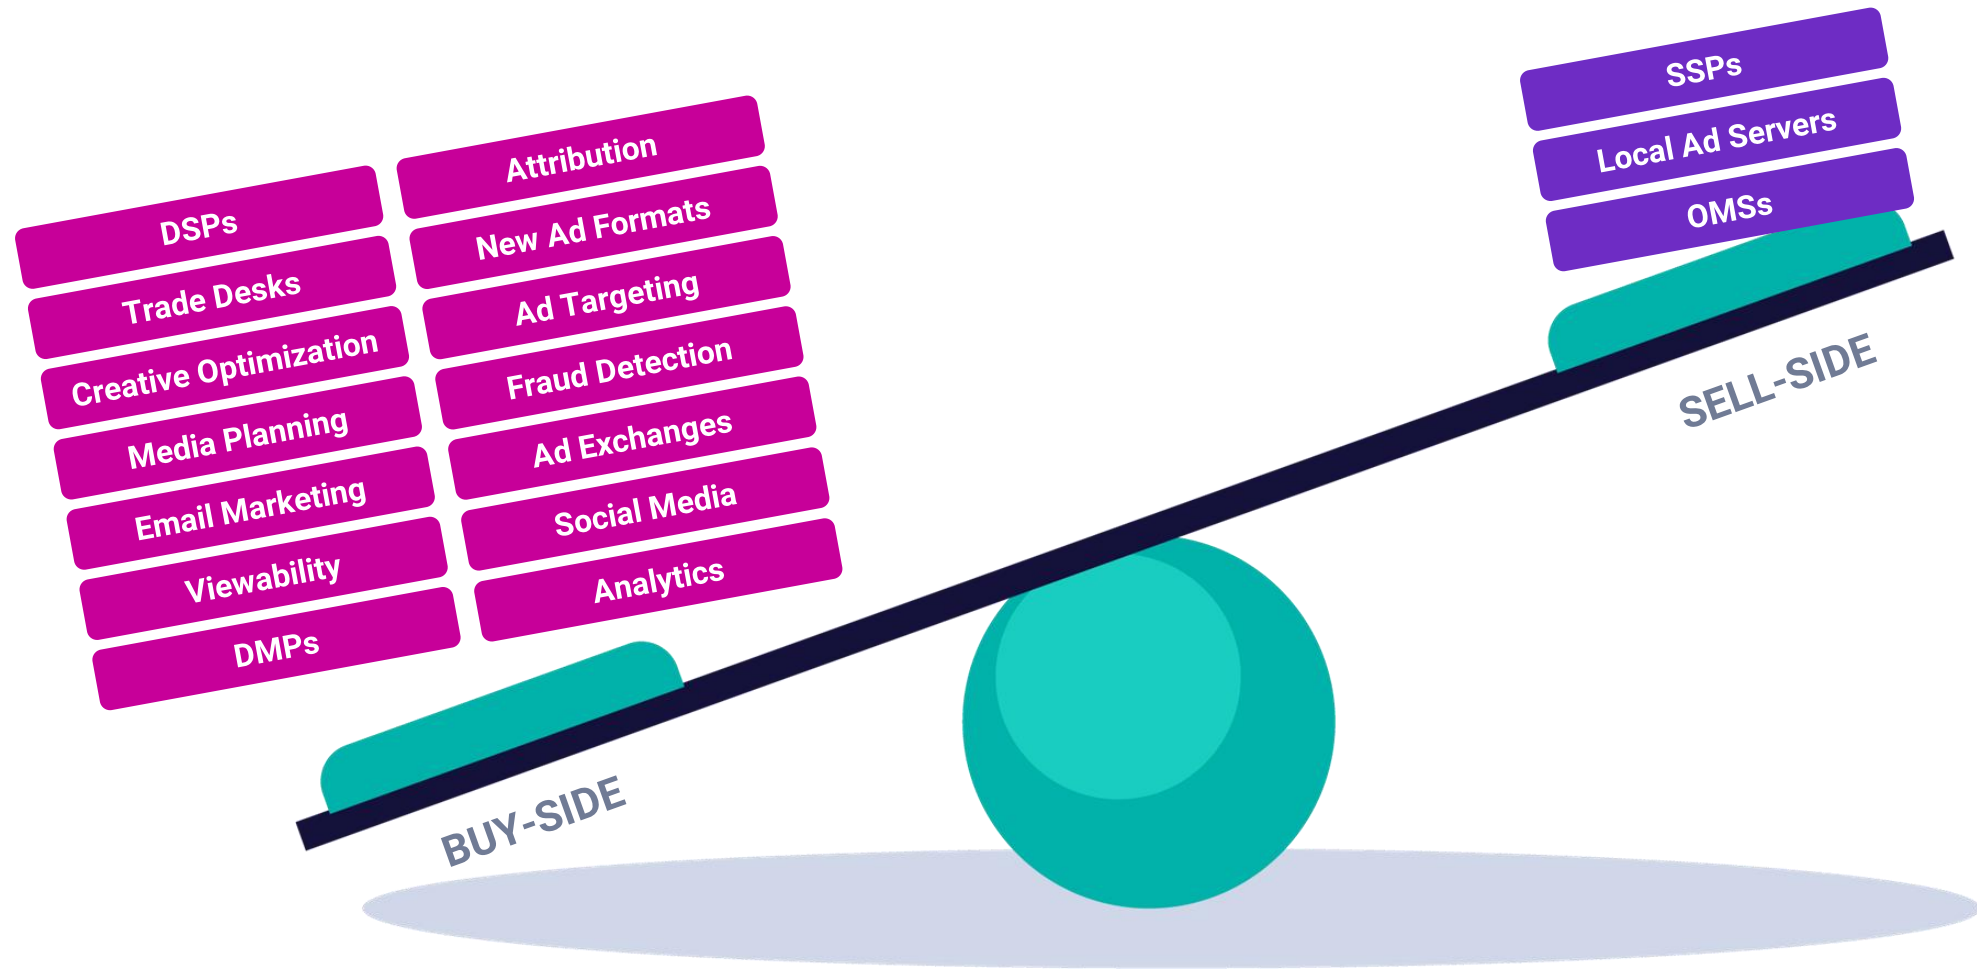 DSPs
Trade Desks
Creative Optimization
Media Planning
Email Marketing
Viewability
DMPs
Attribution
New Ad Formats
Ad Targeting
Fraud Detection
Ad Exchanges
Social Media
Analytics
BUY-SIDE
SSPs
Local Ad Servers
OMSs
SELL-SIDE